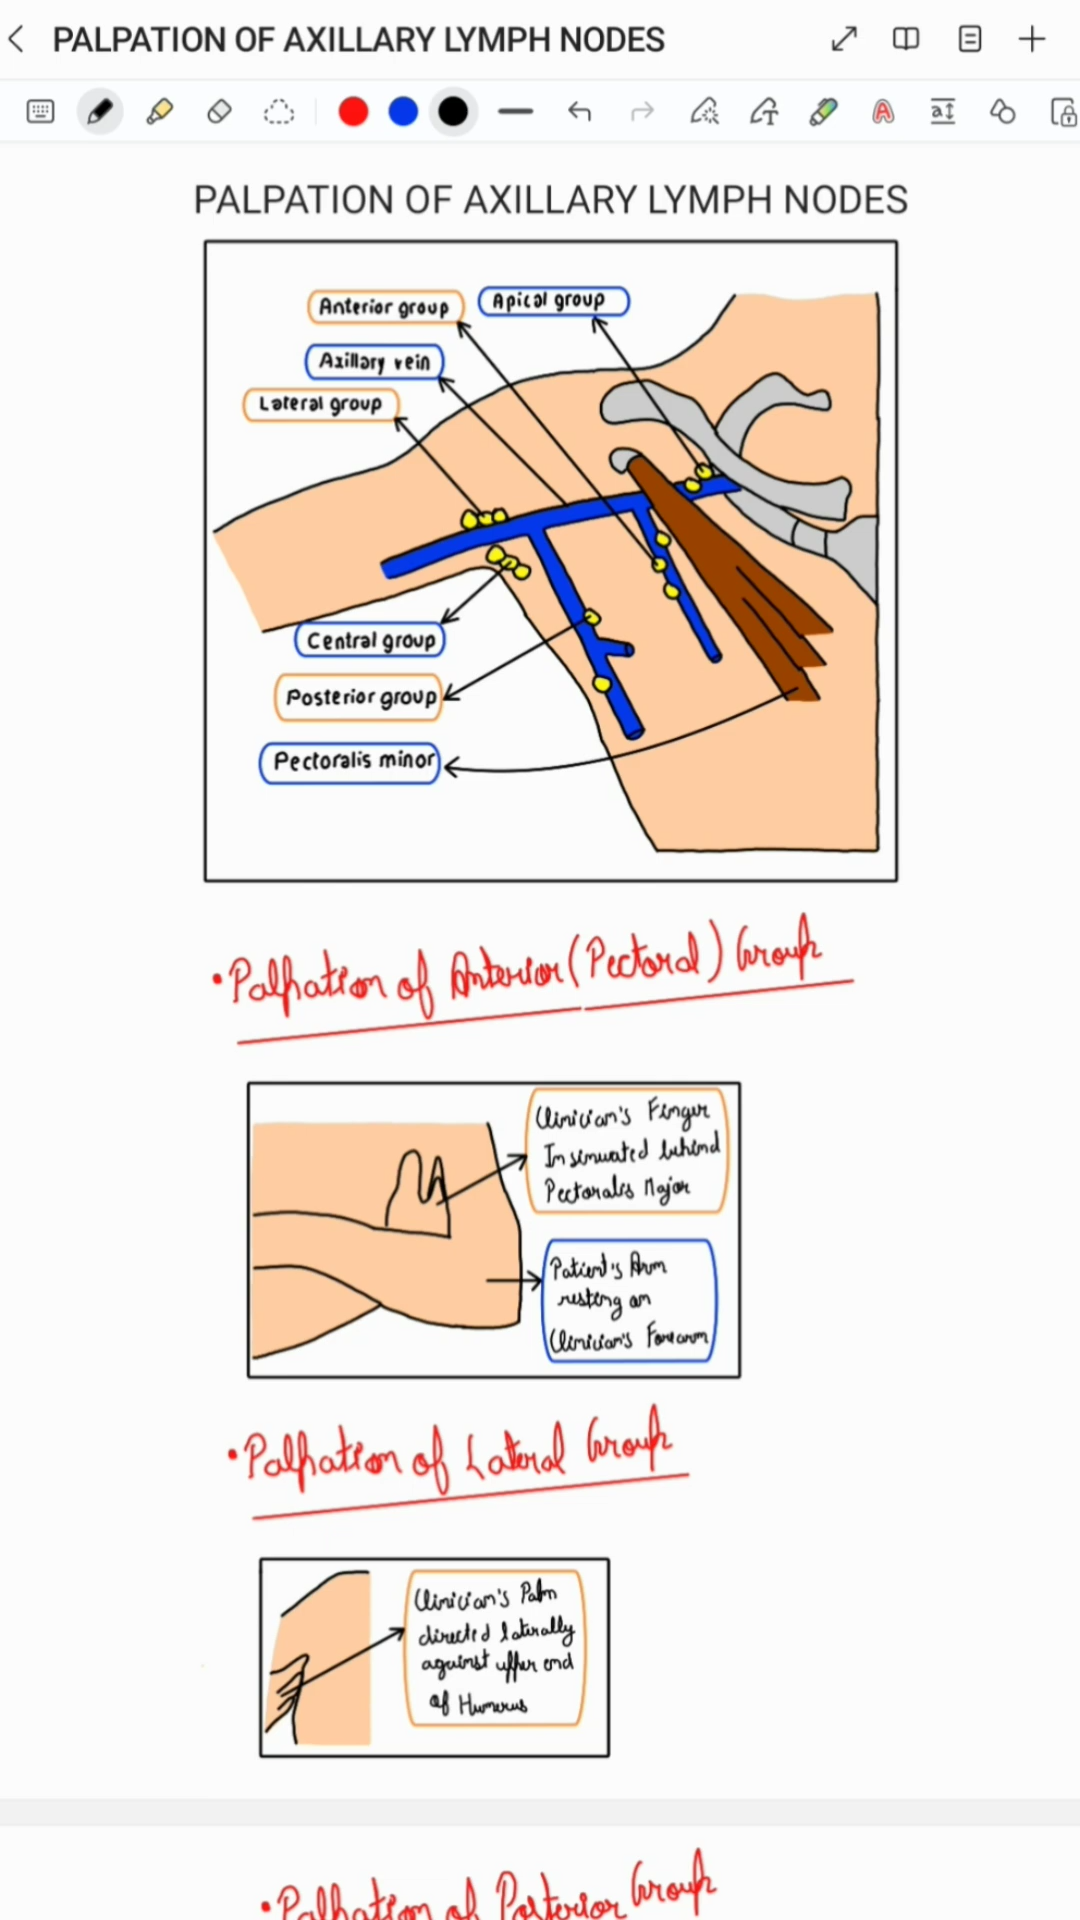 PALPATION OF AXILLARY LYMPH NODES
PALPATION OF AXILLARY LYMPH NODES
Anterior group
Apical group
Axillary vein
Lateral group
Central group
Posterior group
Pectoralis minor
• Palpation of Anterior (Pectoral) Group
Clinician's Finger
Insinuated behind
Pectoralis Major
Patient's Arm
resting on
Clinician's Forearm
• Palpation of Lateral Group
Clinician's Palm
directed laterally
against upper end
of Humerus
• Palpation of Posterior Group